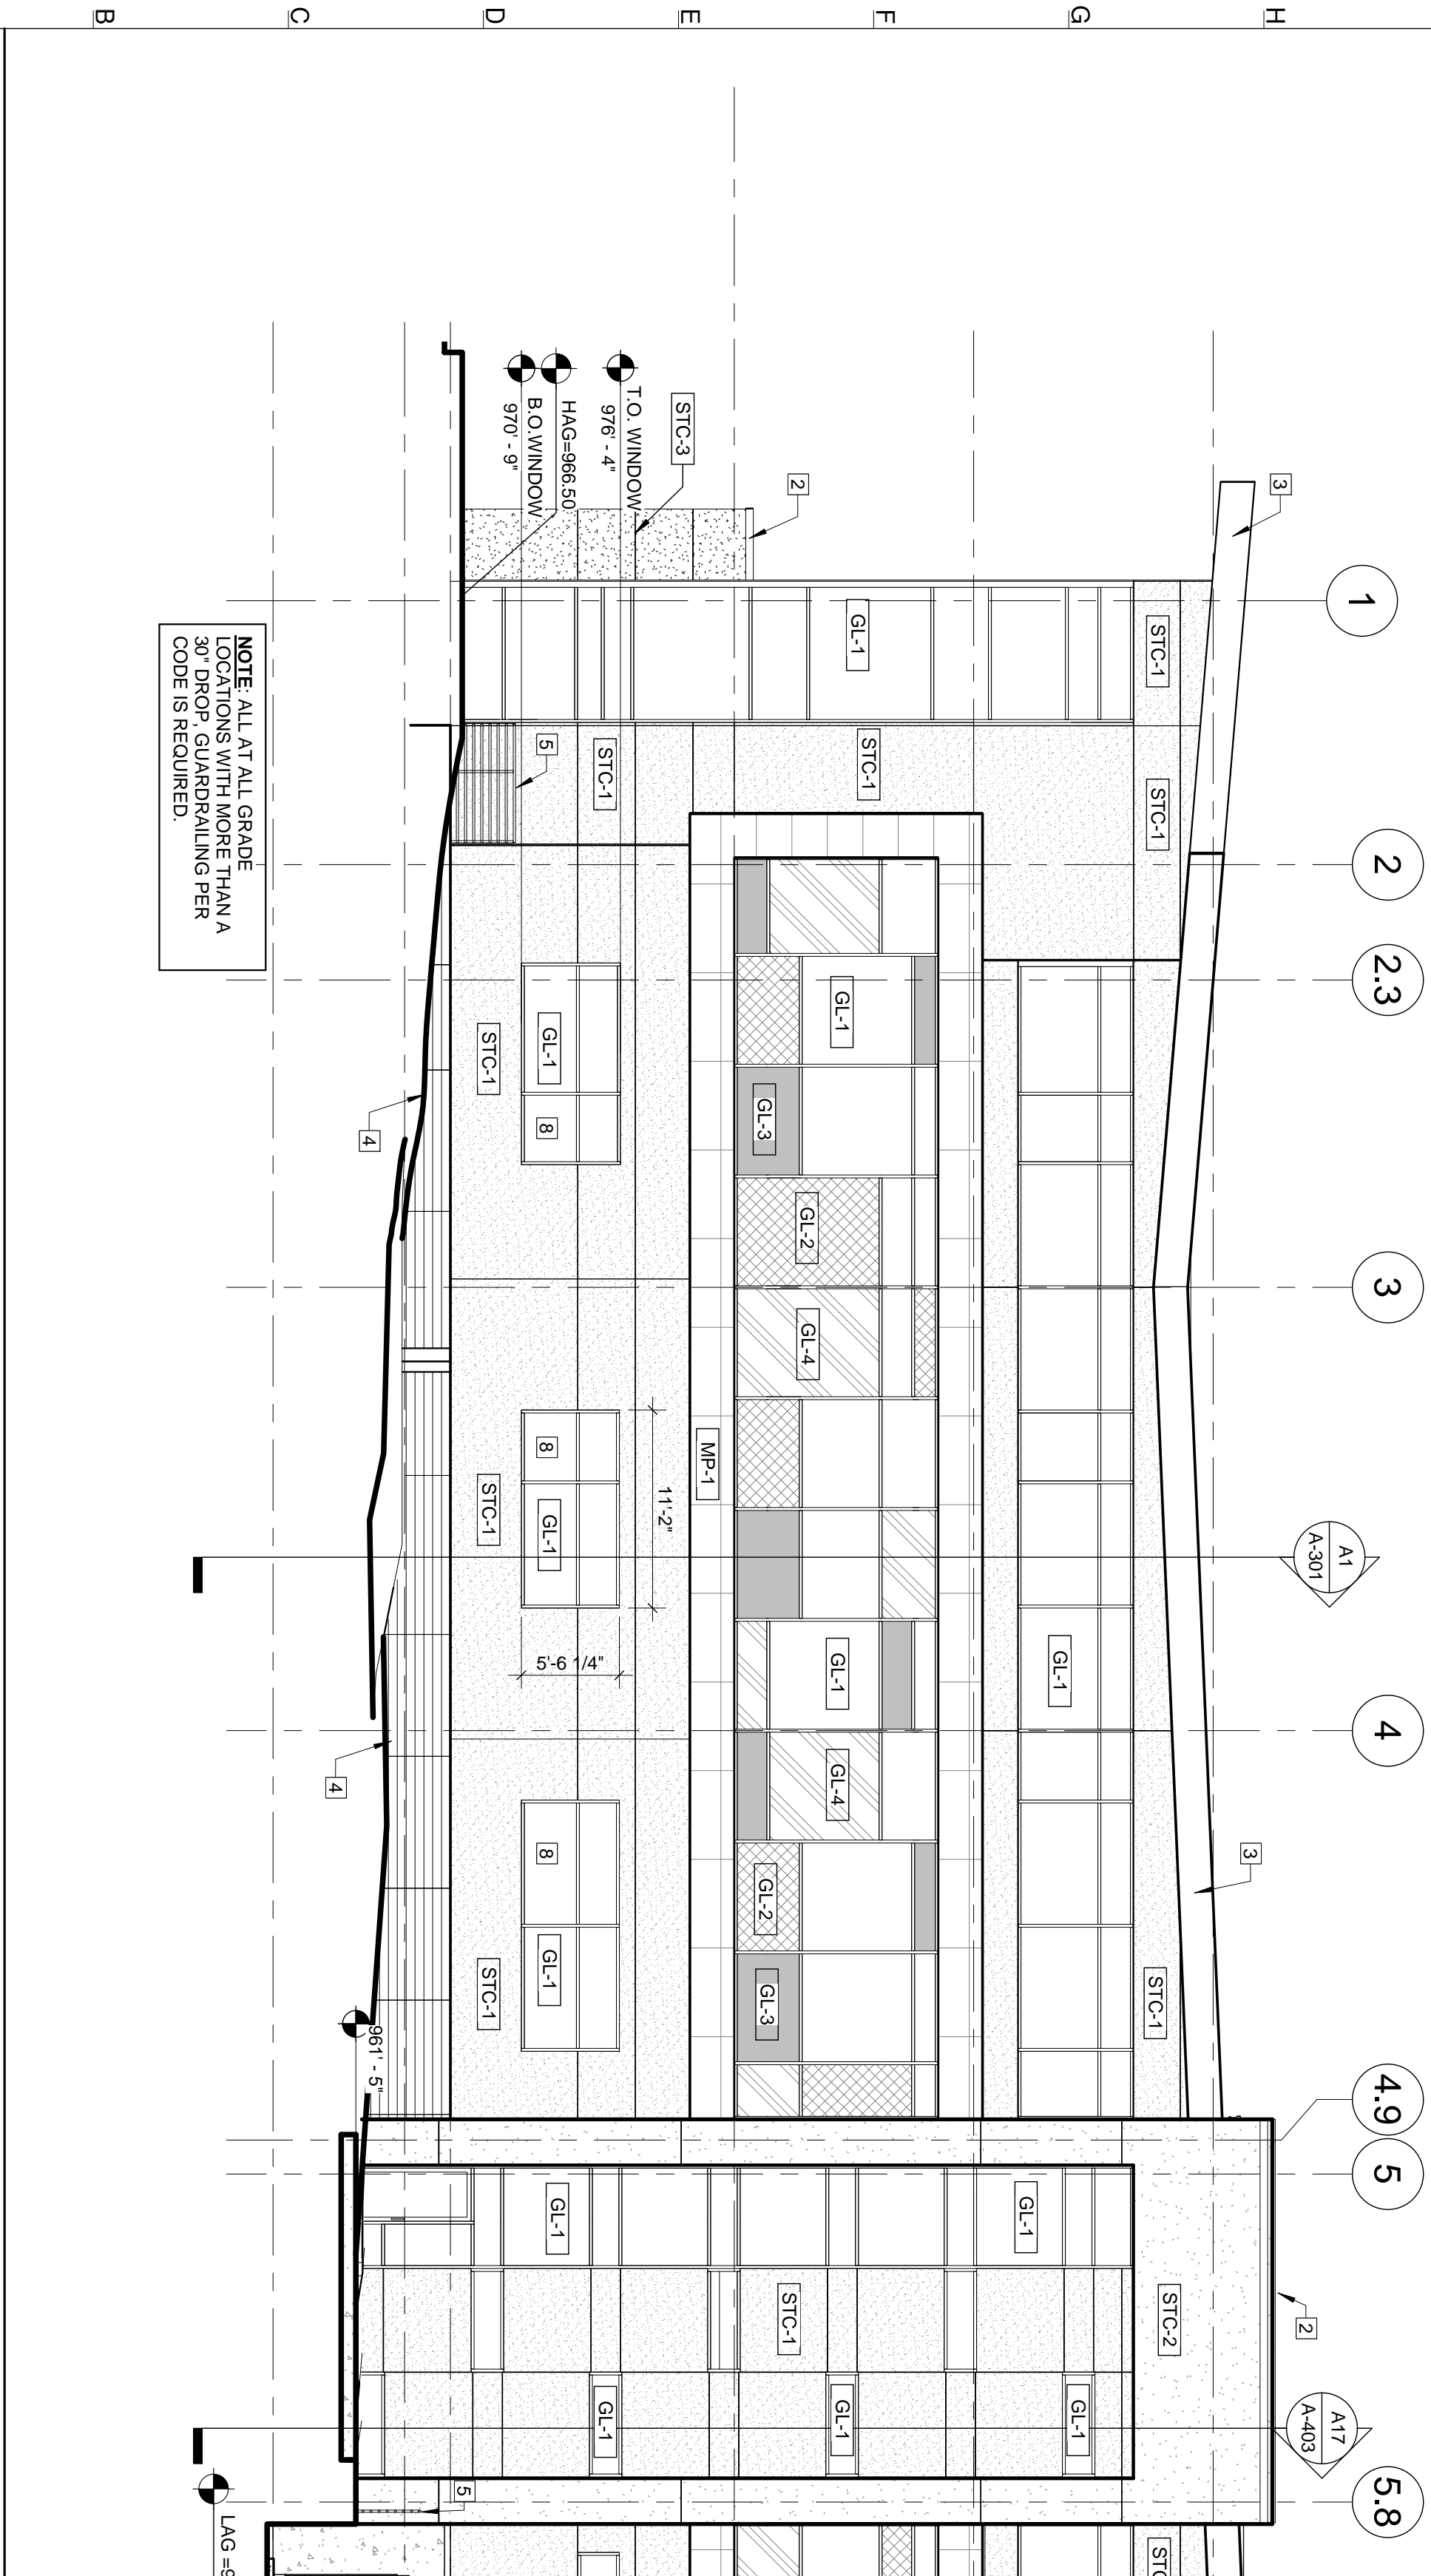 H
G
F
E
D
C
B
1
2
2.3
3
4
4.9
5
5.8
3
A1
A-301
3
2
A17
A-403
2
STC-1
STC-1
STC-1
STC-2
STC-
GL-1
GL-1
GL-1
GL-1
GL-1
STC-1
GL-1
GL-1
GL-4
GL-2
GL-4
GL-3
GL-2
GL-3
STC-1
GL-1
MP-1
STC-3
11'-2"
T.O. WINDOW
976' - 4"
STC-1
5'-6 1/4"
GL-1
HAG=966.50
5
GL-1
8
8
GL-1
8
GL-1
GL-1
B.O.WINDOW
970' - 9"
STC-1
STC-1
STC-1
5
4
4
961' - 5"
LAG =9
NOTE: ALL AT ALL GRADE
LOCATIONS WITH MORE THAN A
30" DROP, GUARDRAILING PER
CODE IS REQUIRED.